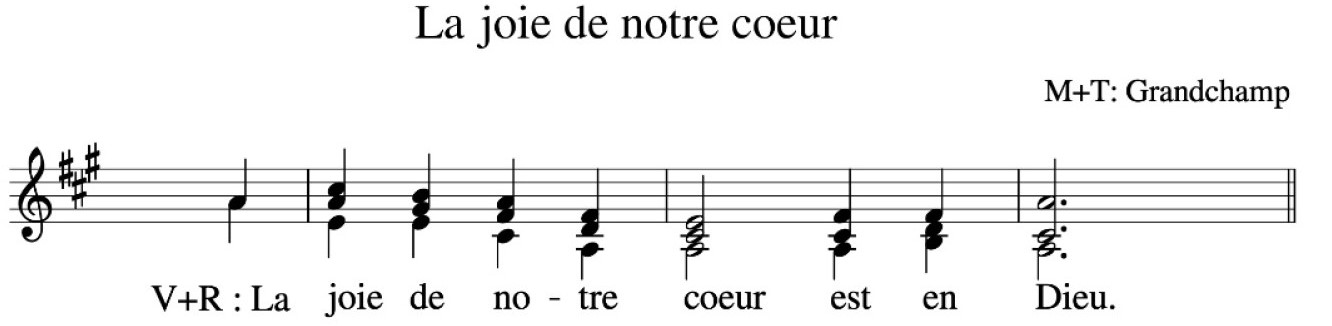 La joie de notre coeur
M+T: Grandchamp
V+R : La joie de no - tre coeur est en Dieu.